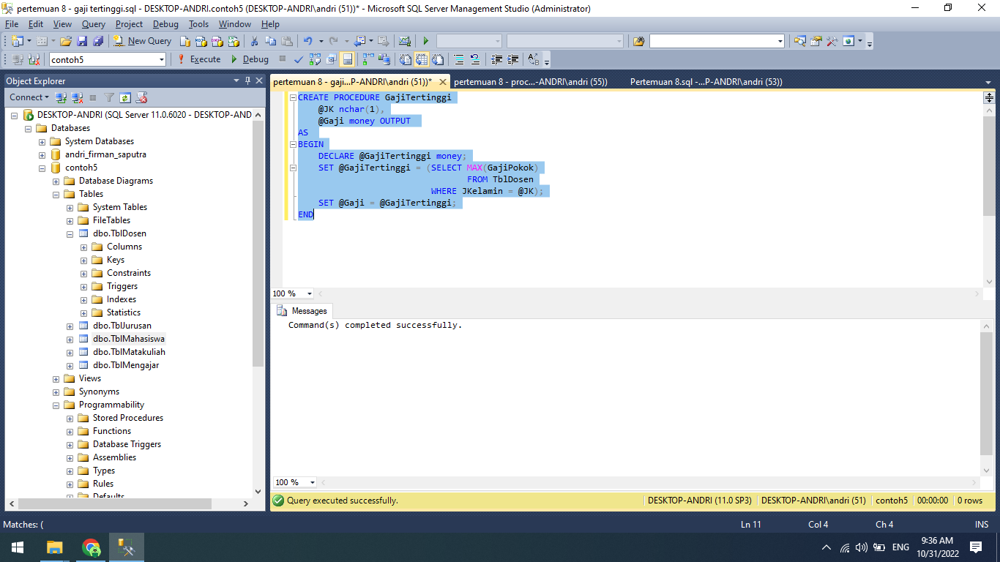 pertemuan 8 - gaji tertinggi.sql - DESKTOP-ANDRI.contoh5 (DESKTOP-ANDRI\andri (51))* - Microsoft SQL Server Management Studio (Administrator)
File Edit View Query Project Debug Tools Window Help
New Query
contoh5 Execute Debug
Object Explorer
Connect
DESKTOP-ANDRI (SQL Server 11.0.6020 - DESKTOP-AND
Databases
System Databases
andri_firman_saputra
contoh5
Database Diagrams
Tables
System Tables
FileTables
dbo.TblDosen
Columns
Keys
Constraints
Triggers
Indexes
Statistics
dbo.TblJurusan
dbo.TblMahasiswa
dbo.TblMatakuliah
dbo.TblMengajar
Views
Synonyms
Programmability
Stored Procedures
Functions
Database Triggers
Assemblies
Types
Rules
Defaults
pertemuan 8 - gaji...P-ANDRI\andri (51))* pertemuan 8 - proc...-ANDRI\andri (55)) Pertemuan 8.sql -...P-ANDRI\andri (53))
CREATE PROCEDURE GajiTertinggi
@JK nchar(1),
@Gaji money OUTPUT
AS
BEGIN
DECLARE @GajiTertinggi money;
SET @GajiTertinggi = (SELECT MAX(GajiPokok)
FROM TblDosen
WHERE JKelamin = @JK);
SET @Gaji = @GajiTertinggi;
END
100 %
Messages
Command(s) completed successfully.
100 %
Query executed successfully. DESKTOP-ANDRI (11.0 SP3) DESKTOP-ANDRI\andri (51) contoh5 00:00:00 0 rows
Matches: ( Ln 11 Col 4 Ch 4 INS
ENG 9:36 AM
10/31/2022